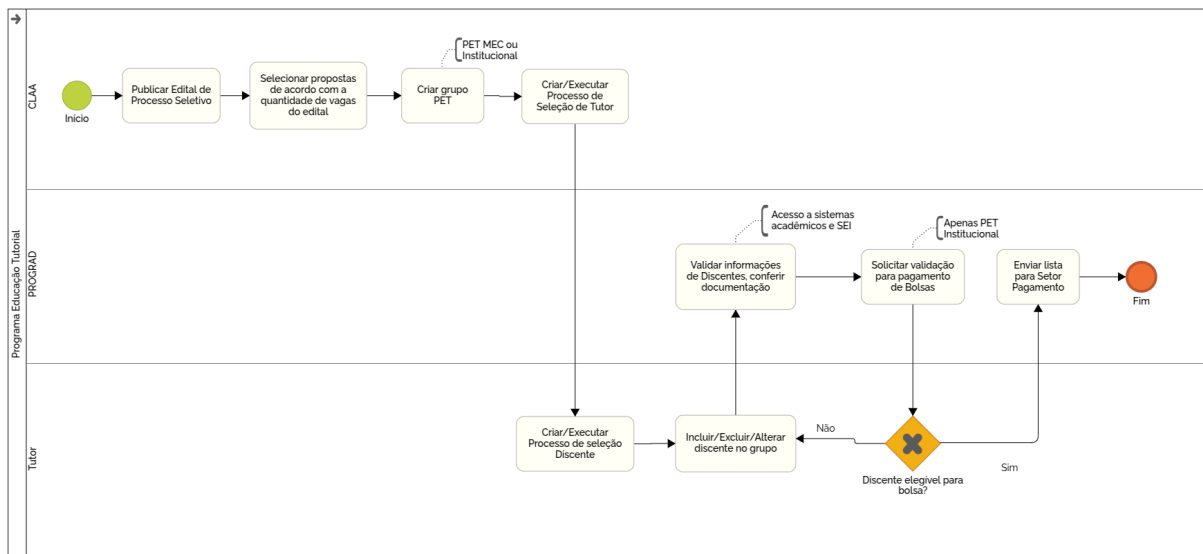 Programa Educação Tutorial
CLAA
Início
Publicar Edital de
Processo Seletivo
Selecionar propostas
de acordo com a
quantidade de vagas
do edital
PET MEC ou
Institucional
Criar grupo
PET
Criar/Executar
Processo de
Seleção de Tutor
PROGRAD
Acesso a sistemas
acadêmicos e SEI
Validar informações
de Discentes, conferir
documentação
Apenas PET
Institucional
Solicitar validação
para pagamento
de Bolsas
Enviar lista
para Setor
Pagamento
Fim
Tutor
Criar/Executar
Processo de seleção
Discente
Incluir/Excluir/Alterar
discente no grupo
Não
Discente elegível para
bolsa?
Sim